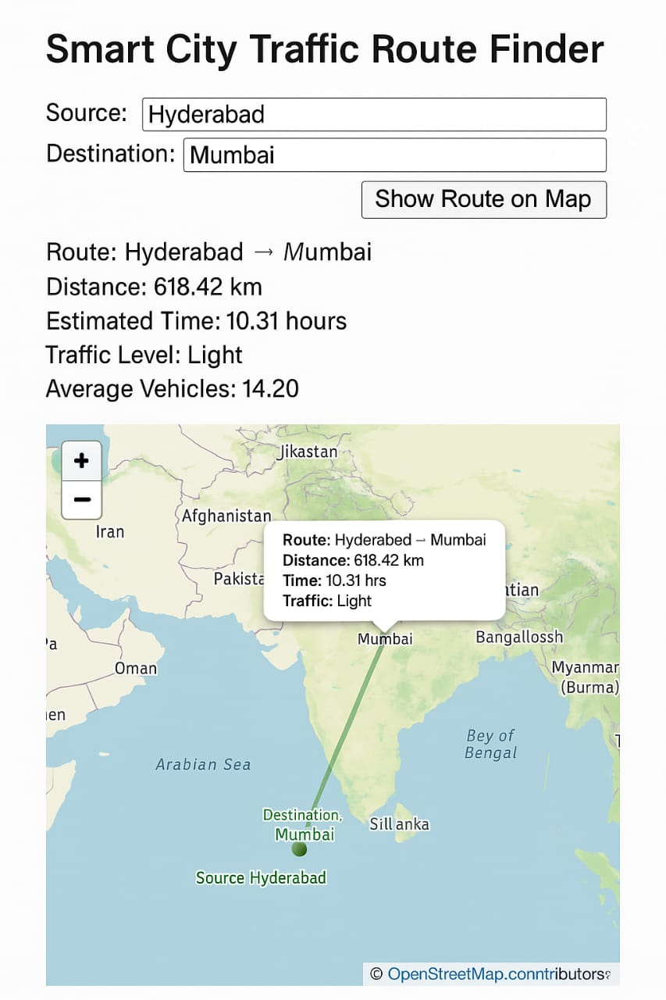 Smart City Traffic Route Finder
Source: Hyderabad
Destination: Mumbai
Show Route on Map
Route: Hyderabad → Mumbai
Distance: 618.42 km
Estimated Time: 10.31 hours
Traffic Level: Light
Average Vehicles: 14.20
+
−
Jikastan
Afghanistan
Iran
Route: Hyderabed – Mumbai
Distance: 618.42 km
Time: 10.31 hrs
Traffic: Light
Pakista
ıtian
Mumbai
Bangallossh
a
Oman
Myanmar
(Burma)
en
Bey of
Bengal
Arabian Sea
Destination,
Mumbai
Sill anka
Source Hyderabad
© OpenStreetMap.conntributors?